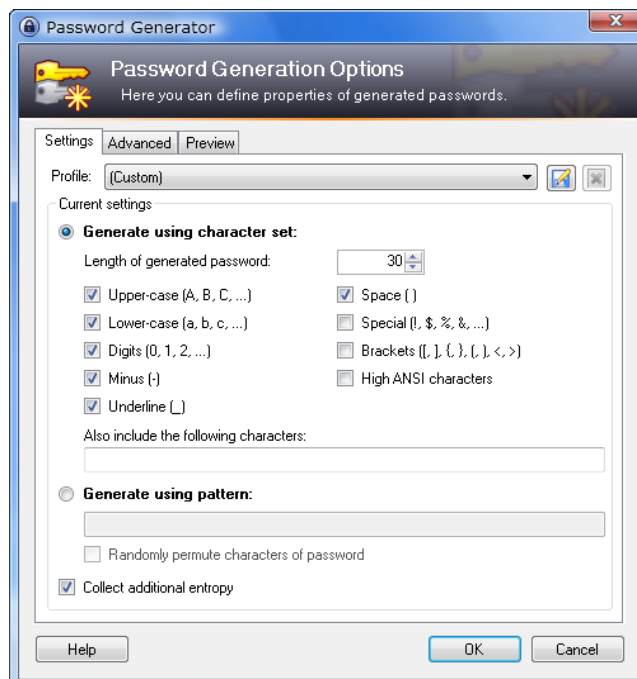 Password Generator
Password Generation Options
Here you can define properties of generated passwords.
Settings Advanced Preview
Profile: (Custom)
Current settings
Generate using character set:
Length of generated password: 30
Upper-case (A, B, C, ...) Space ( )
Lower-case (a, b, c, ...) Special (!, $, %, &, ...)
Digits (0, 1, 2, ...) Brackets ([, ], {, }, (, ), <, >)
Minus (-) High ANSI characters
Underline (_)
Also include the following characters:
Generate using pattern:
Randomly permute characters of password
Collect additional entropy
Help OK Cancel